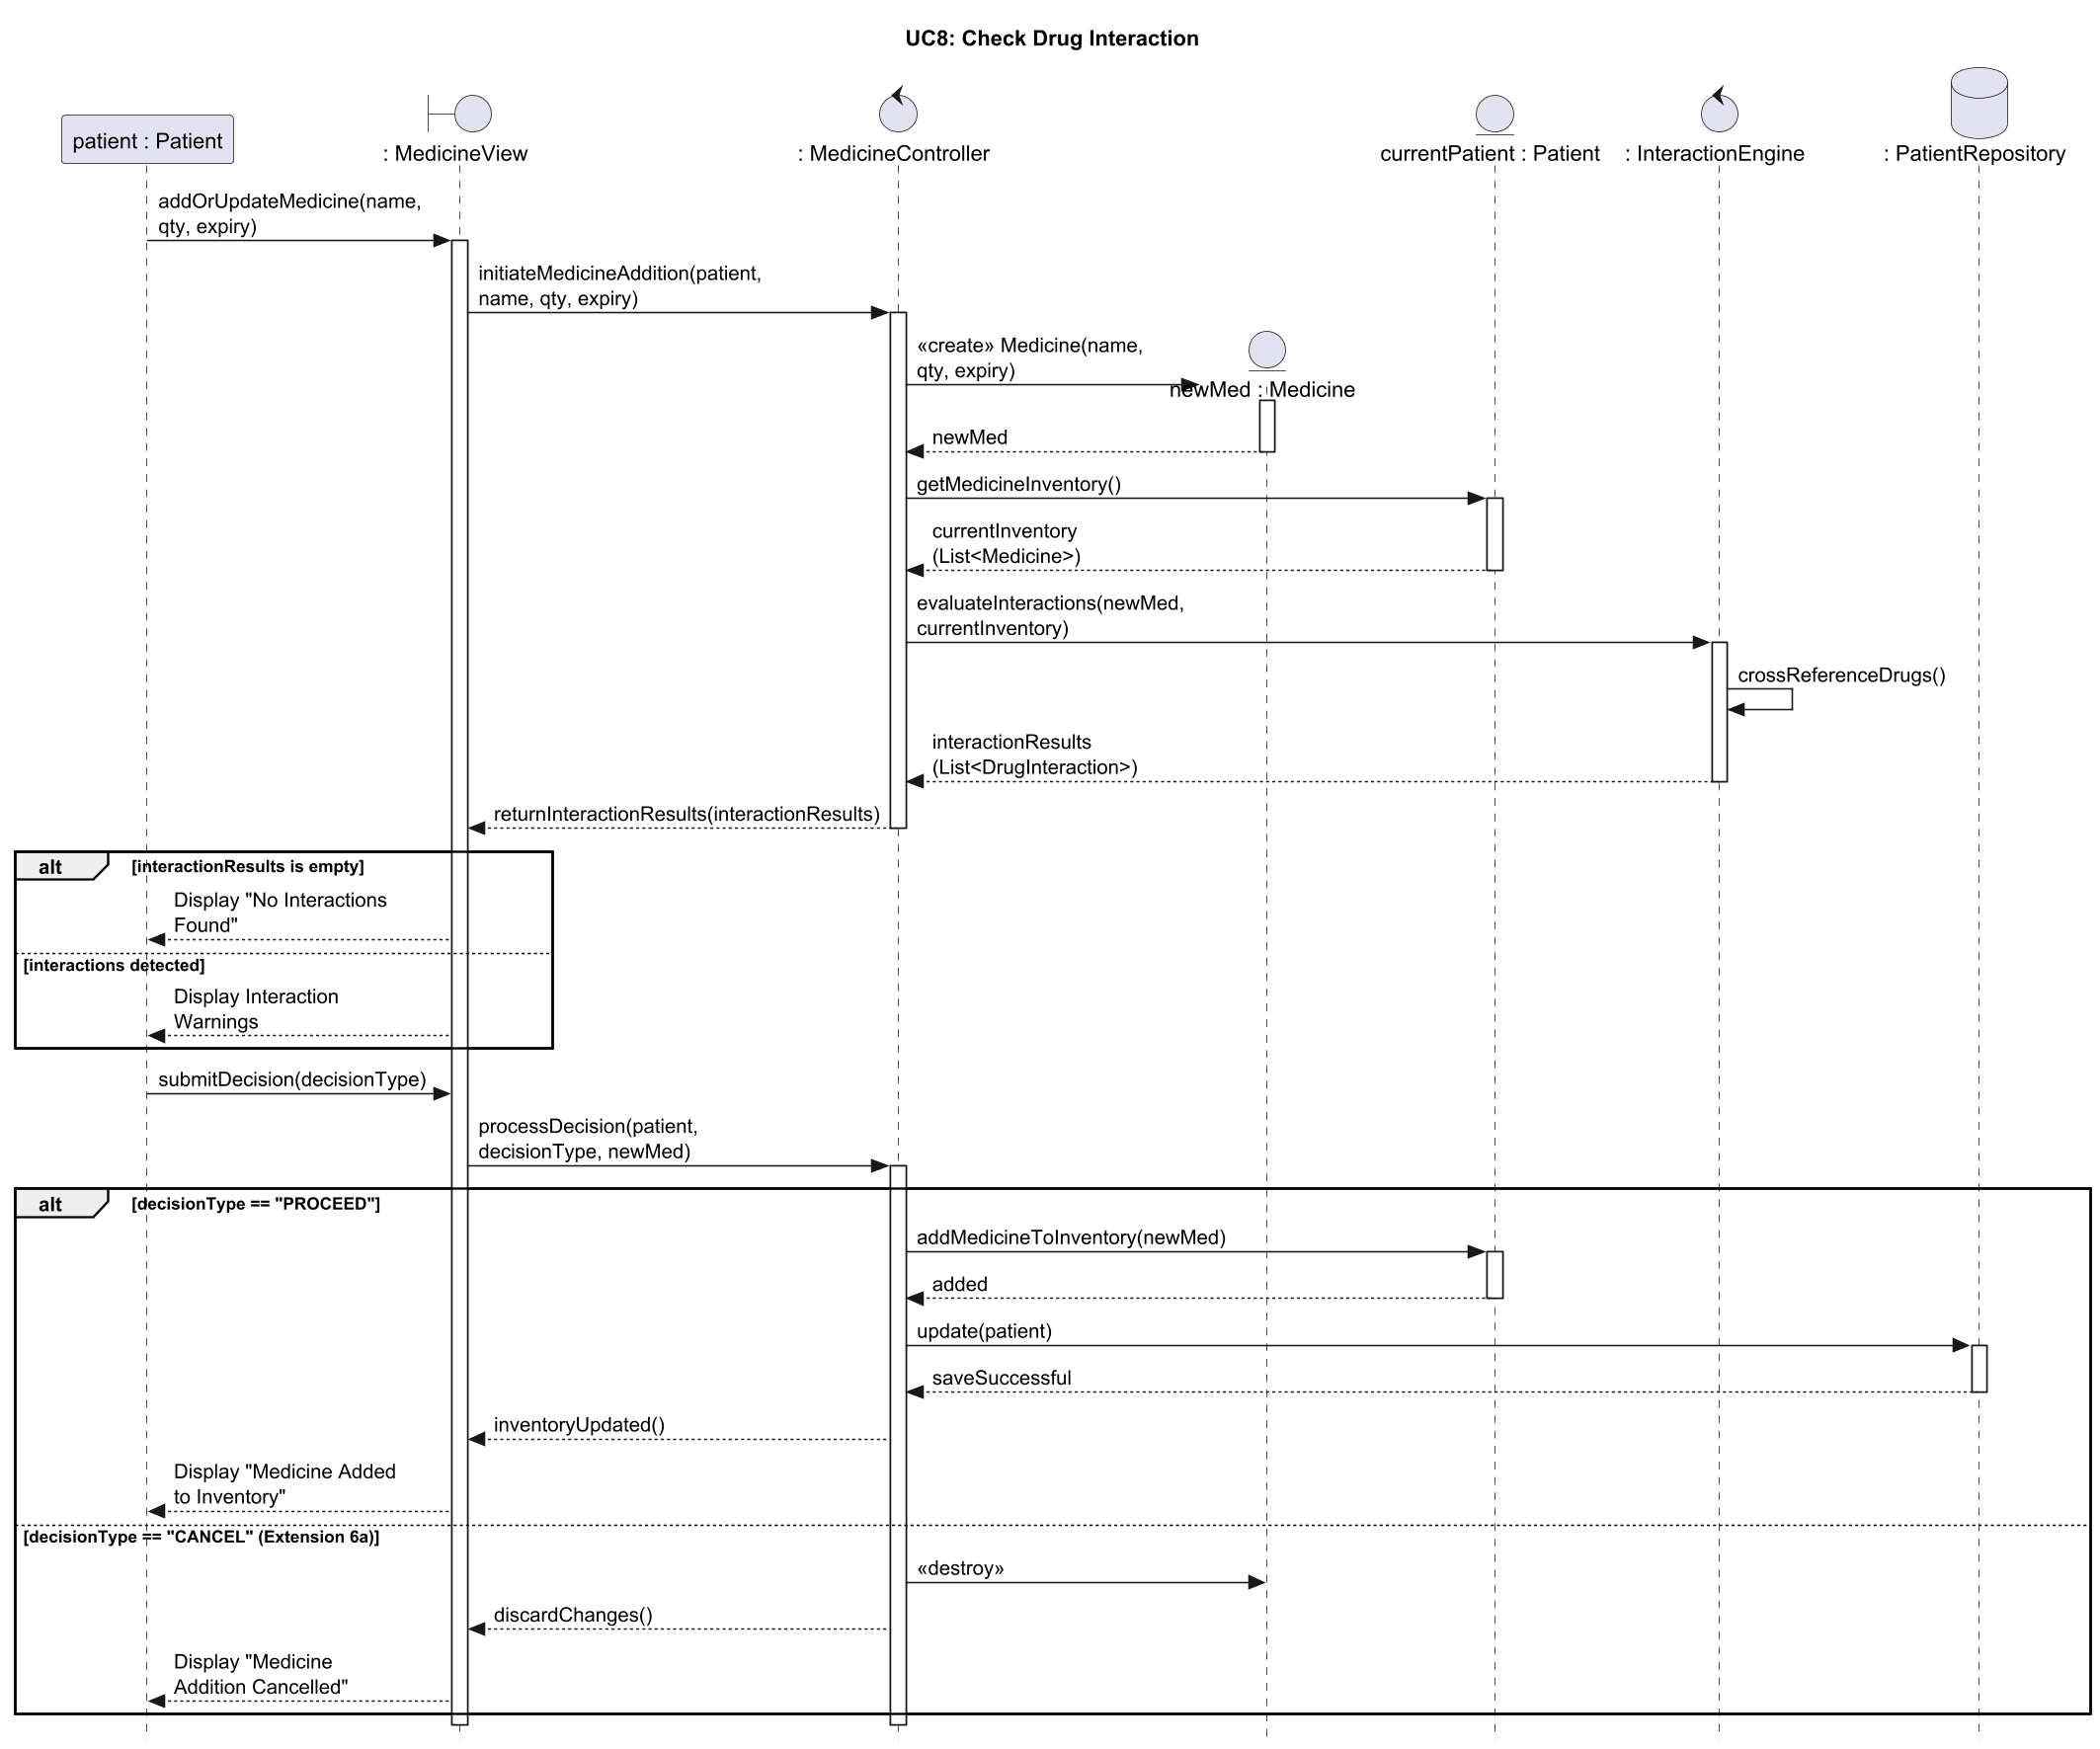 UC8: Check Drug Interaction
patient : Patient
: MedicineView
: MedicineController
currentPatient : Patient
: InteractionEngine
: PatientRepository
addOrUpdateMedicine(name,
qty, expiry)
initiateMedicineAddition(patient,
name, qty, expiry)
«create» Medicine(name,
qty, expiry)
newMed : Medicine
newMed
getMedicineInventory()
currentInventory
(List<Medicine>)
evaluateInteractions(newMed,
currentInventory)
crossReferenceDrugs()
interactionResults
(List<DrugInteraction>)
returnInteractionResults(interactionResults)
alt [interactionResults is empty]
Display "No Interactions
Found"
[interactions detected]
Display Interaction
Warnings
submitDecision(decisionType)
processDecision(patient,
decisionType, newMed)
alt [decisionType == "PROCEED"]
addMedicineToInventory(newMed)
added
update(patient)
saveSuccessful
inventoryUpdated()
Display "Medicine Added
to Inventory"
[decisionType == "CANCEL" (Extension 6a)]
«destroy»
discardChanges()
Display "Medicine
Addition Cancelled"